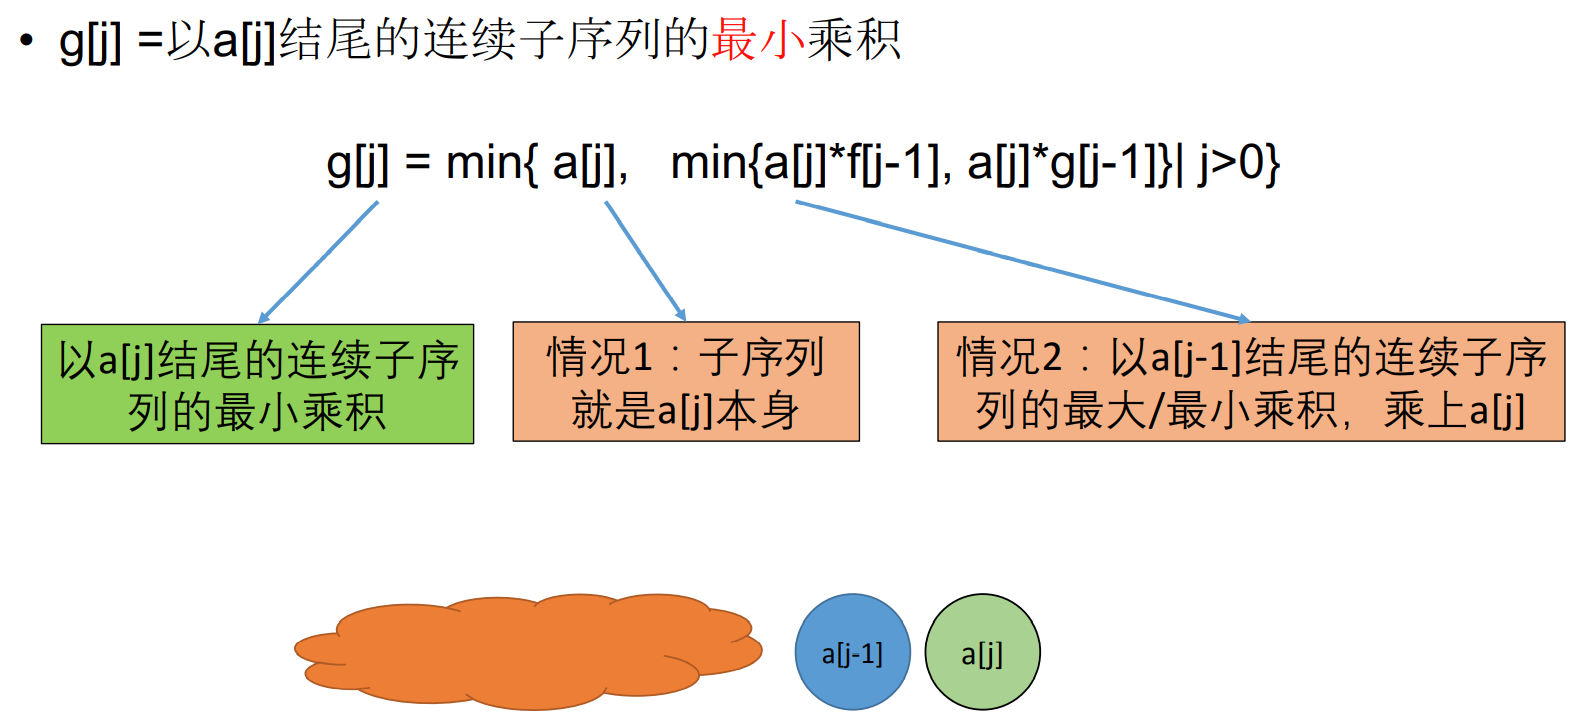 • g[j] =以a[j]结尾的连续子序列的最小乘积
g[j] = min{ a[j], min{a[j]*f[j-1], a[j]*g[j-1]}| j>0}
以a[j]结尾的连续子序
列的最小乘积
情况1：子序列
就是a[j]本身
情况2：以a[j-1]结尾的连续子序
列的最大/最小乘积，乘上a[j]
a[j-1]
a[j]